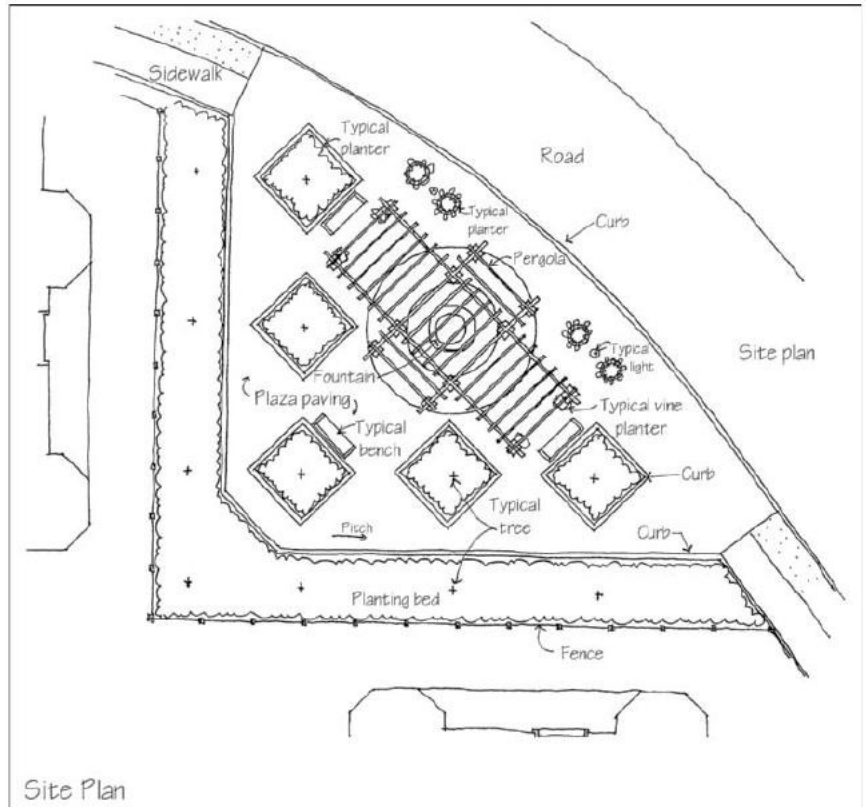 Sidewalk
Typical
planter
Road
Typical
planter
Curb
Pergola
Site plan
Typical
light
Fountain
Plaza paving
Typical vine
planter
Typical
bench
Curb
Typical
tree
Pitch
Curb
Planting bed
Fence
Site Plan